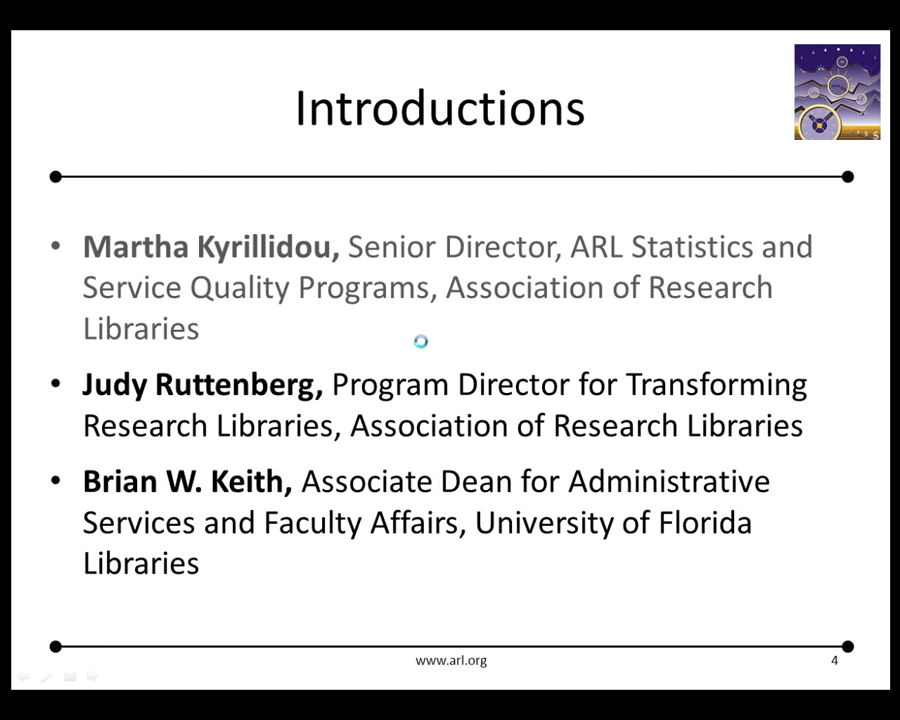 Introductions
• Martha Kyrillidou, Senior Director, ARL Statistics and
Service Quality Programs, Association of Research
Libraries
• Judy Ruttenberg, Program Director for Transforming
Research Libraries, Association of Research Libraries
• Brian W. Keith, Associate Dean for Administrative
Services and Faculty Affairs, University of Florida
Libraries
www.arl.org
4